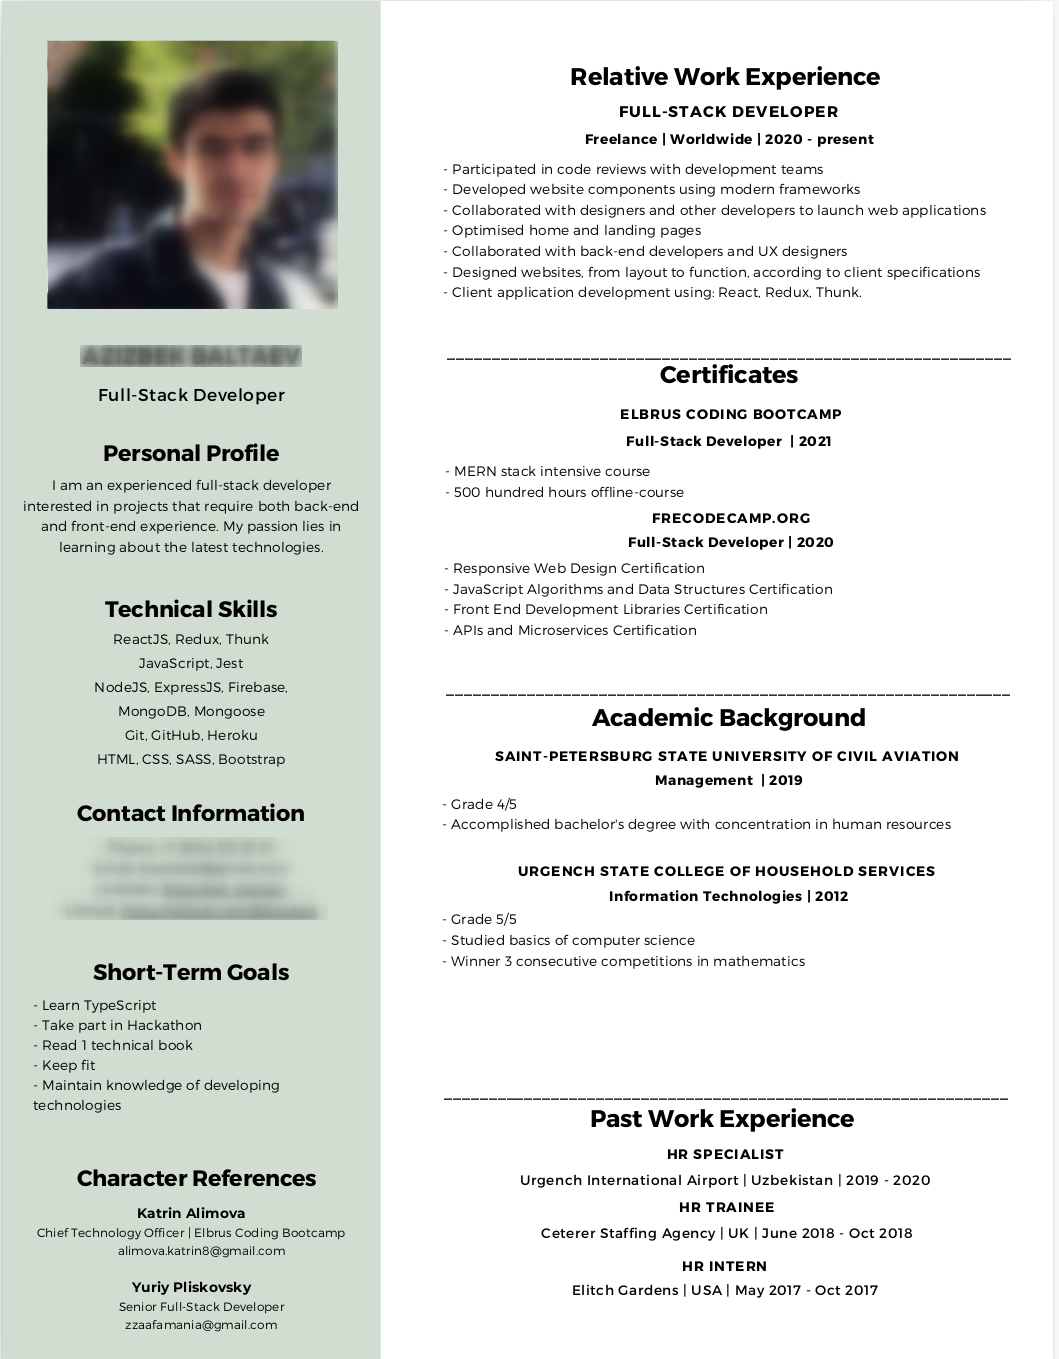 Full-Stack Developer
Personal Profile
I am an experienced full-stack developer
interested in projects that require both back-end
and front-end experience. My passion lies in
learning about the latest technologies.
Technical Skills
ReactJS, Redux, Thunk
JavaScript, Jest
NodeJS, ExpressJS, Firebase,
MongoDB, Mongoose
Git, GitHub, Heroku
HTML, CSS, SASS, Bootstrap
Contact Information
Short-Term Goals
- Learn TypeScript
- Take part in Hackathon
- Read 1 technical book
- Keep fit
- Maintain knowledge of developing
technologies
Character References
Katrin Alimova
Chief Technology Officer | Elbrus Coding Bootcamp
alimova.katrin8@gmail.com
Yuriy Pliskovsky
Senior Full-Stack Developer
zzaafamania@gmail.com
Relative Work Experience
FULL-STACK DEVELOPER
Freelance | Worldwide | 2020 - present
- Participated in code reviews with development teams
- Developed website components using modern frameworks
- Collaborated with designers and other developers to launch web applications
- Optimised home and landing pages
- Collaborated with back-end developers and UX designers
- Designed websites, from layout to function, according to client specifications
- Client application development using: React, Redux, Thunk.
Certificates
ELBRUS CODING BOOTCAMP
Full-Stack Developer | 2021
- MERN stack intensive course
- 500 hundred hours offline-course
FRECODECAMP.ORG
Full-Stack Developer | 2020
- Responsive Web Design Certification
- JavaScript Algorithms and Data Structures Certification
- Front End Development Libraries Certification
- APIs and Microservices Certification
Academic Background
SAINT-PETERSBURG STATE UNIVERSITY OF CIVIL AVIATION
Management | 2019
- Grade 4/5
- Accomplished bachelor's degree with concentration in human resources
URGENCH STATE COLLEGE OF HOUSEHOLD SERVICES
Information Technologies | 2012
- Grade 5/5
- Studied basics of computer science
- Winner 3 consecutive competitions in mathematics
Past Work Experience
HR SPECIALIST
Urgench International Airport | Uzbekistan | 2019 - 2020
HR TRAINEE
Ceterer Staffing Agency | UK | June 2018 - Oct 2018
HR INTERN
Elitch Gardens | USA | May 2017 - Oct 2017